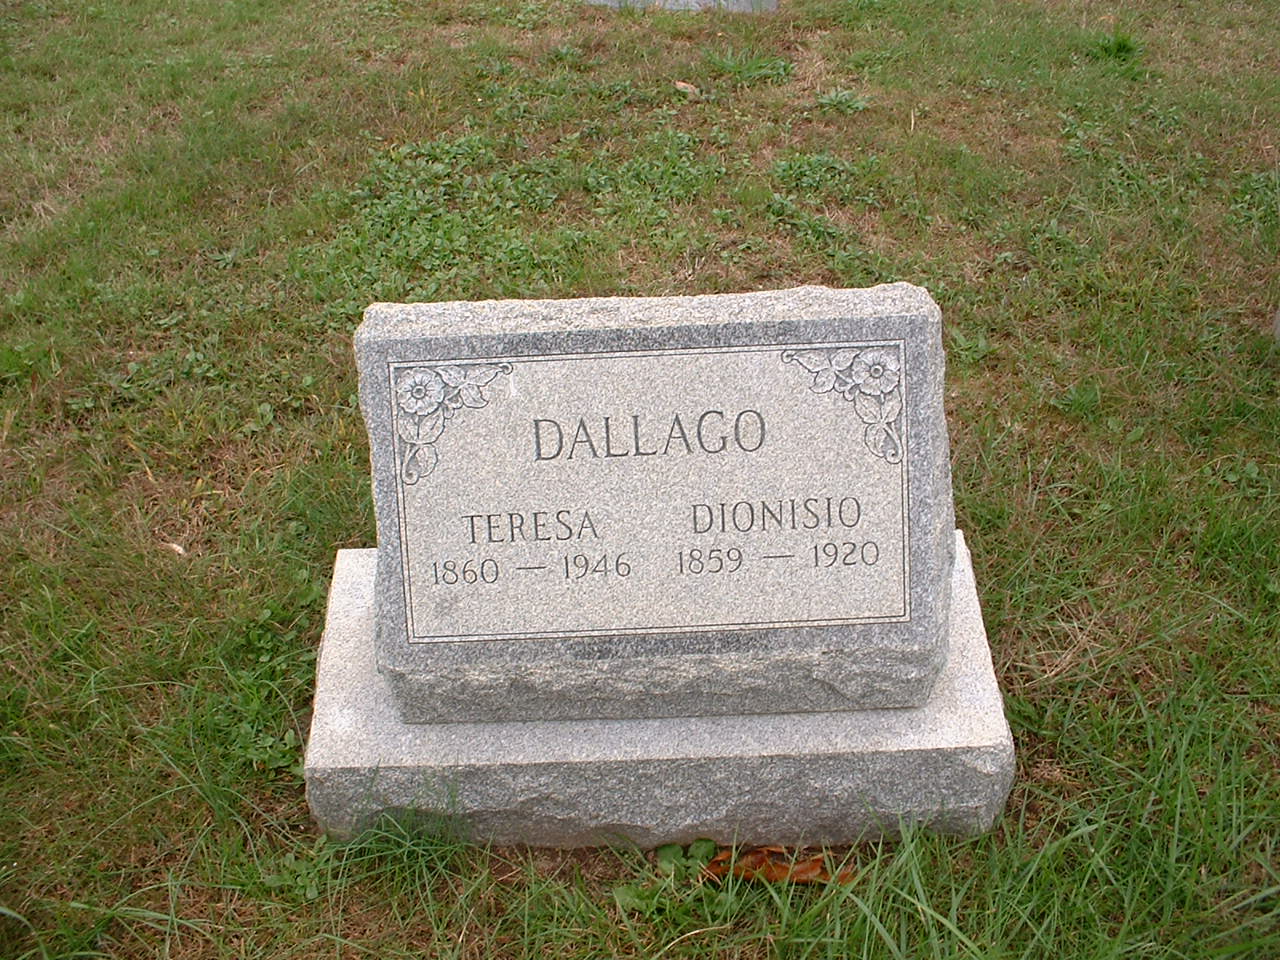 DALLAGO
TERESA DIONISIO
1860 — 1946 1859 — 1920